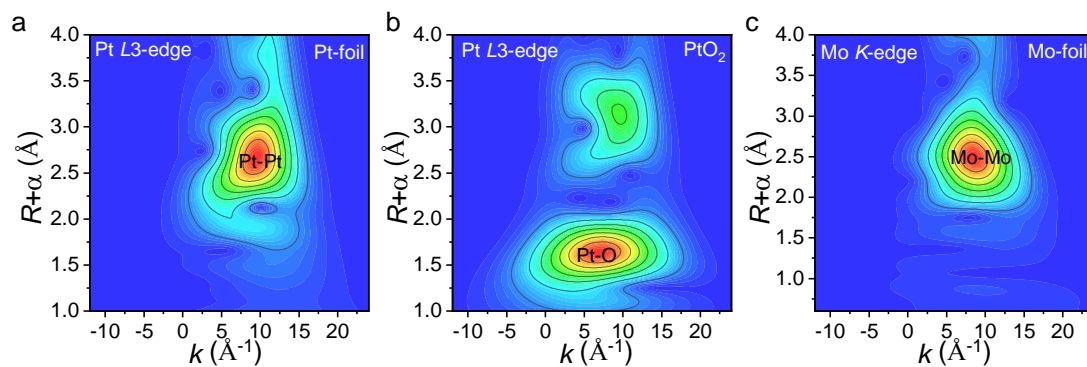 a
Pt L3-edge
Pt-foil
Pt-Pt
4.0
3.5
3.0
2.5
2.0
1.5
1.0
R+α (Å)
-10 -5 0 5 10 15 20
k (Å-1)
b
Pt L3-edge
PtO2
Pt-O
4.0
3.5
3.0
2.5
2.0
1.5
1.0
R+α (Å)
-10 -5 0 5 10 15 20
k (Å-1)
c
Mo K-edge
Mo-foil
Mo-Mo
4.0
3.5
3.0
2.5
2.0
1.5
1.0
R+α (Å)
-10 -5 0 5 10 15 20
k (Å-1)